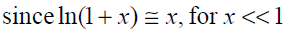 since ln(1 + x) ≅ x, for x << 1